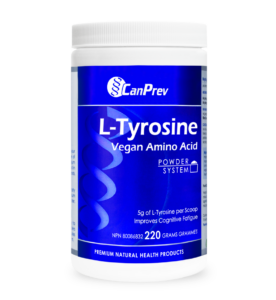 CanPrev
L-Tyrosine
Vegan Amino Acid
POWDER
SYSTEM
5g of L-Tyrosine per Scoop
improves Cognitive Fatigue
220 GRAMS GRAMMES
PREMIUM NATURAL HEALTH PRODUCTS